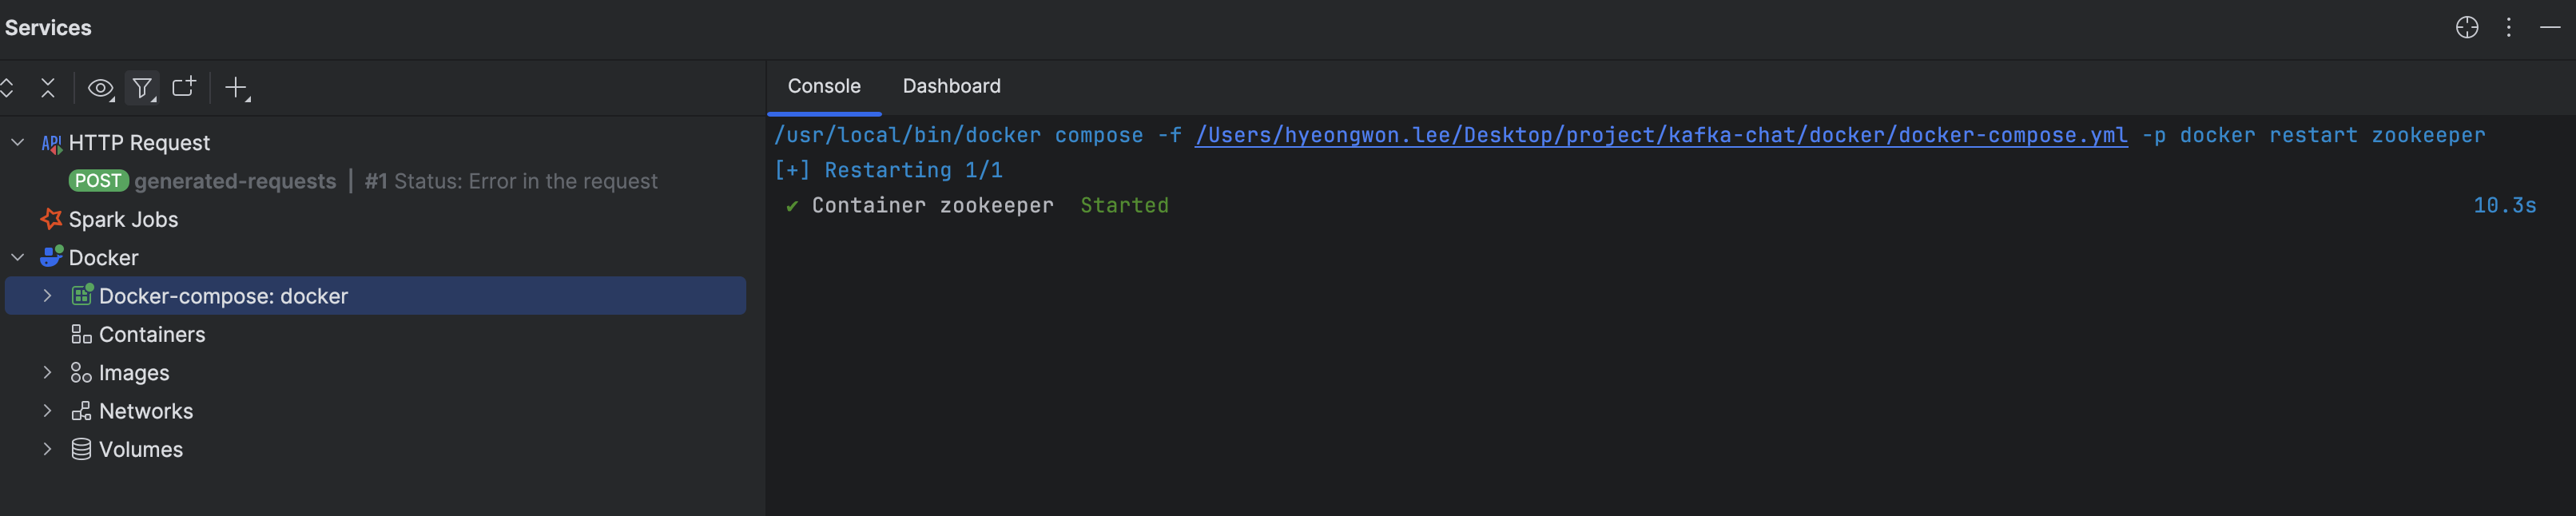 Services
Console Dashboard
HTTP Request
POST generated-requests | #1 Status: Error in the request
Spark Jobs
Docker
Docker-compose: docker
Containers
Images
Networks
Volumes
/usr/local/bin/docker compose -f /Users/hyeongwon.lee/Desktop/project/kafka-chat/docker/docker-compose.yml -p docker restart zookeeper
[+] Restarting 1/1
✔ Container zookeeper Started 10.3s